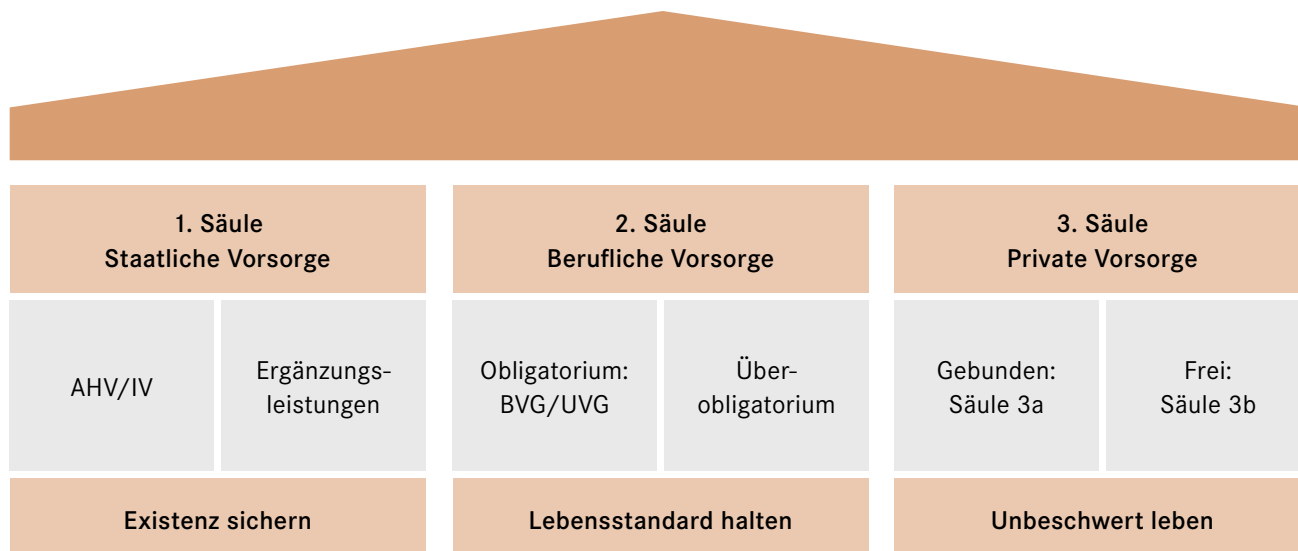 1. Säule
Staatliche Vorsorge
2. Säule
Berufliche Vorsorge
3. Säule
Private Vorsorge
AHV/IV
Ergänzungs-
leistungen
Obligatorium:
BVG/UVG
Über-
obligatorium
Gebunden:
Säule 3a
Frei:
Säule 3b
Existenz sichern
Lebensstandard halten
Unbeschwert leben